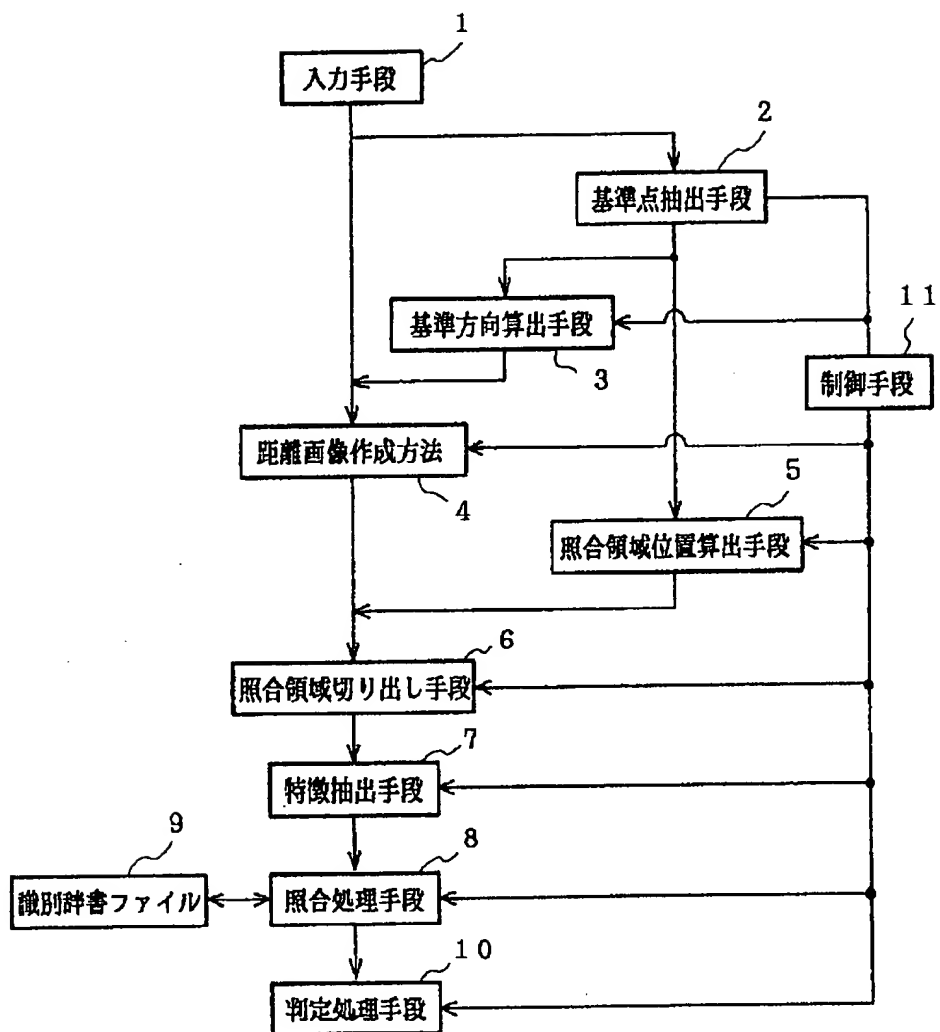 1
入力手段
2
基準点抽出手段
11
基準方向算出手段
3
制御手段
距離画像作成方法
4
5
照合領域位置算出手段
6
照合領域切り出し手段
7
特徴抽出手段
9
8
識別辞書ファイル
照合処理手段
10
判定処理手段